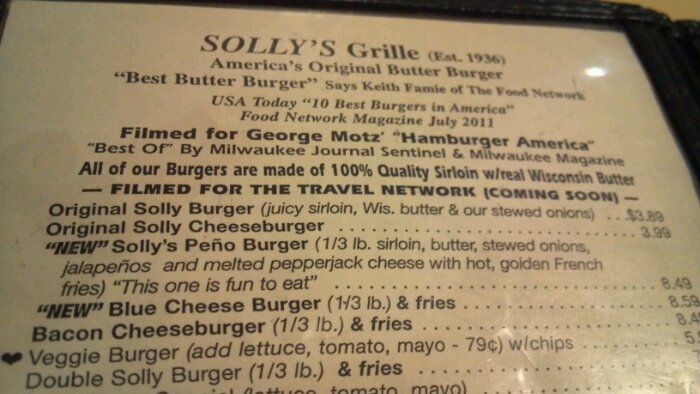 SOLLY'S Grille (Est. 1936)
America's Original Butter Burger
"Best Butter Burger" Says Keith Famie of The Food Network
USA Today "10 Best Burgers in America"
Food Network Magazine July 2011
Filmed for George Motz' "Hamburger America"
"Best Of" By Milwaukee Journal Sentinel & Milwaukee Magazine
All of our Burgers are made of 100% Quality Sirloin w/real Wisconsin Butter
— FILMED FOR THE TRAVEL NETWORK (COMING SOON) —
Original Solly Burger (juicy sirloin, Wis. butter & our stewed onions) ...$3.89
Original Solly Cheeseburger ................ 3.99
"NEW" Solly's Peño Burger (1/3 lb. sirloin, butter, stewed onions,
jalapeños and melted pepperjack cheese with hot, golden French
fries) "This one is fun to eat" ................ 8.49
"NEW" Blue Cheese Burger (1/3 lb.) & fries ................ 8.59
Bacon Cheeseburger (1/3 lb.) & fries ................
❤ Veggie Burger (add lettuce, tomato, mayo - 79¢) w/chips ................
Double Solly Burger (1/3 lb.) & fries ................
lettuce, tomato, mayo)